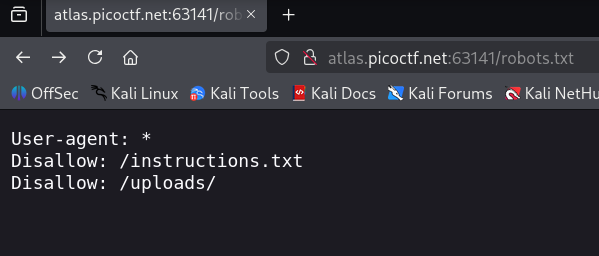 atlas.picoctf.net:63141/rob
atlas.picoctf.net:63141/robots.txt
OffSec Kali Linux Kali Tools Kali Docs Kali Forums Kali NetHu
User-agent: *
Disallow: /instructions.txt
Disallow: /uploads/